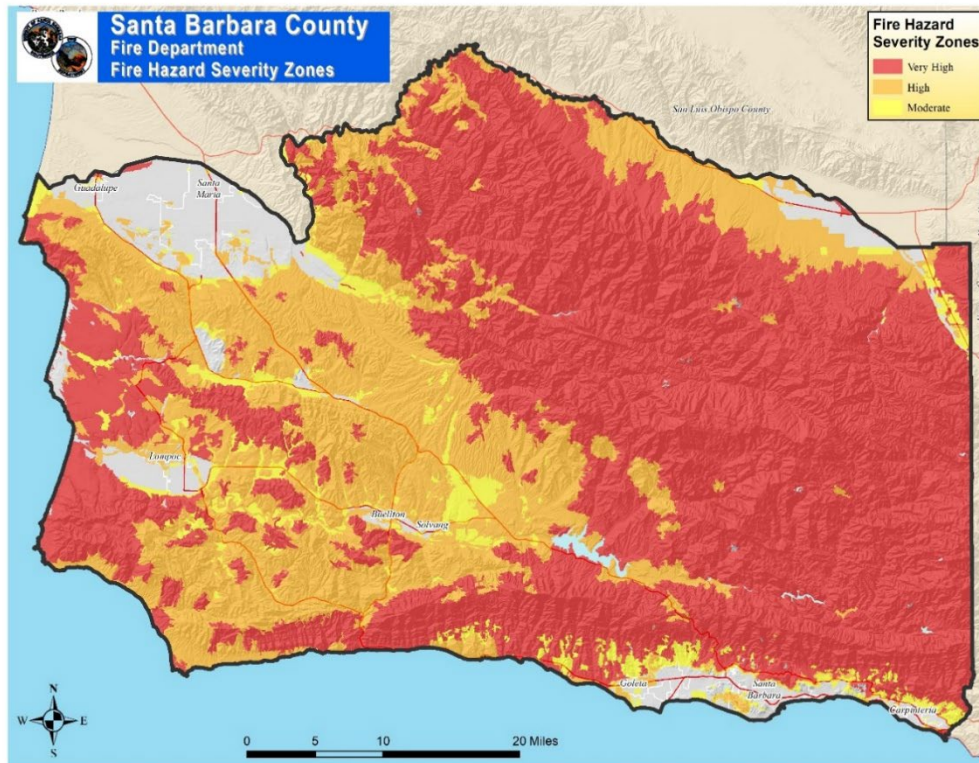 Santa Barbara County
Fire Department
Fire Hazard Severity Zones
Fire Hazard
Severity Zones
Very High
High
Moderate
San Luis Obispo County
Guadalupe
Santa
Maria
Lompoc
Buellton
Solvang
Goleta
Santa
Barbara
Carpinteria
N
W
E
S
0
5
10
20 Miles